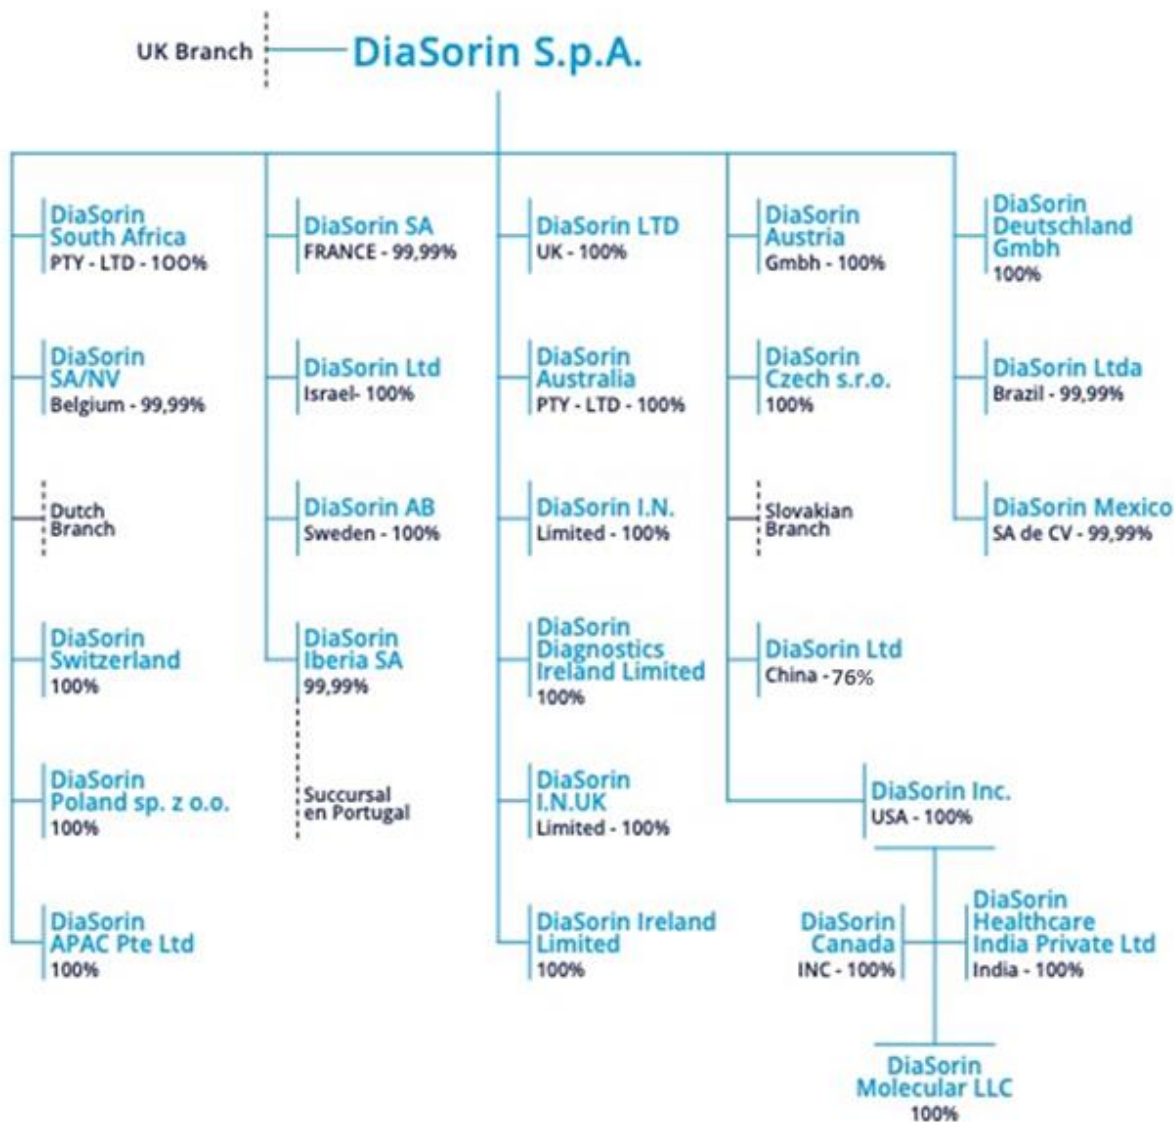 UK Branch
DiaSorin S.p.A.
DiaSorin
South Africa
PTY - LTD - 1OO%
DiaSorin SA
FRANCE - 99,99%
DiaSorin LTD
UK - 100%
DiaSorin
Austria
Gmbh - 100%
DiaSorin
Deutschland
Gmbh
100%
DiaSorin
SA/NV
Belgium - 99,99%
DiaSorin Ltd
Israel- 100%
DiaSorin
Australia
PTY - LTD - 100%
DiaSorin
Czech s.r.o.
100%
DiaSorin Ltda
Brazil - 99,99%
Dutch
Branch
DiaSorin AB
Sweden - 100%
DiaSorin I.N.
Limited - 100%
Slovakian
Branch
DiaSorin Mexico
SA de CV - 99,99%
DiaSorin
Switzerland
100%
DiaSorin
Iberia SA
99,99%
DiaSorin
Diagnostics
Ireland Limited
100%
DiaSorin Ltd
China - 76%
DiaSorin
Poland sp. z o.o.
100%
Succursal
en Portugal
DiaSorin
I.N.UK
Limited - 100%
DiaSorin Inc.
USA - 100%
DiaSorin
APAC Pte Ltd
100%
DiaSorin Ireland
Limited
100%
DiaSorin
Canada
INC - 100%
DiaSorin
Healthcare
India Private Ltd
India - 100%
DiaSorin
Molecular LLC
100%